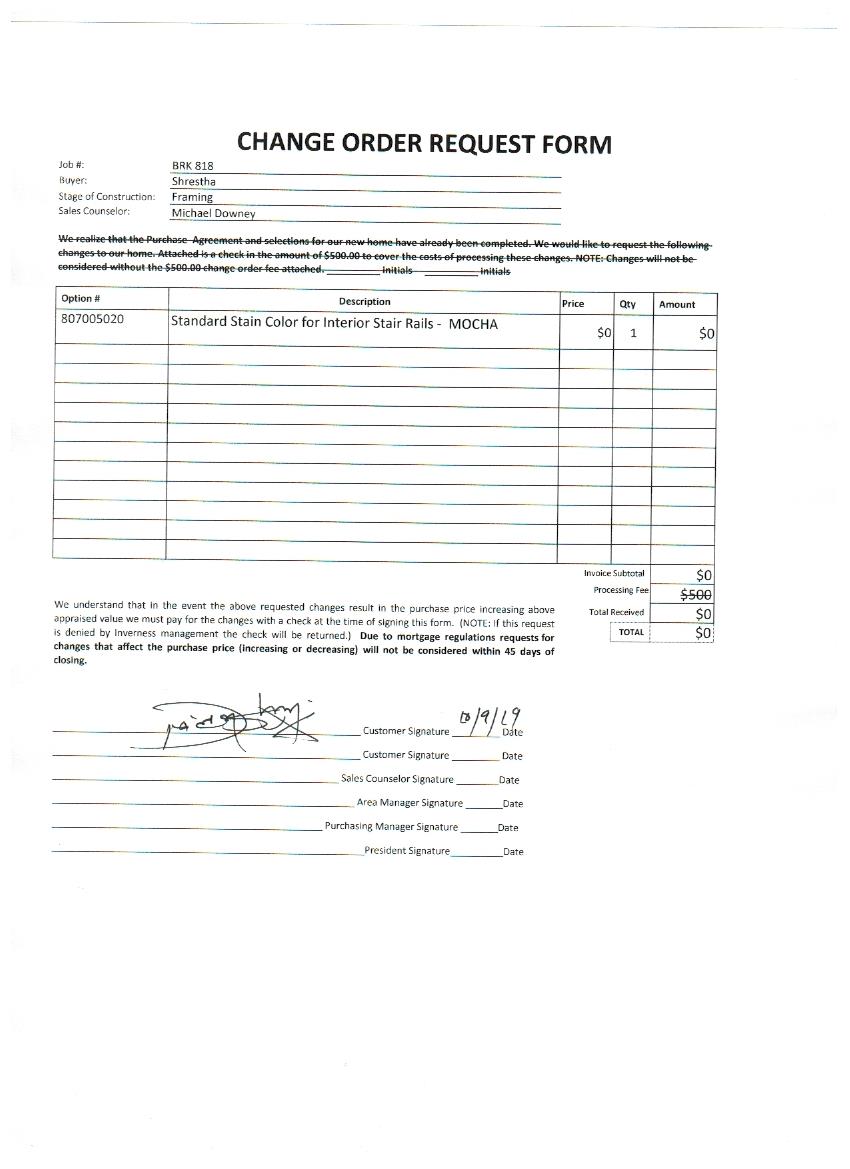 CHANGE ORDER REQUEST FORM
Job #: BRK 818
Buyer: Shrestha
Stage of Construction: Framing
Sales Counselor: Michael Downey
We realize that the Purchase Agreement and selections for our new home have already been completed. We would like to request the following
changes to our home. Attached is a check in the amount of $500.00 to cover the costs of processing these changes. NOTE: Changes will not be
considered without the $500.00 change order fee attached. ________ Initials ________ Initials
Option # Description Price Qty Amount
807005020 Standard Stain Color for Interior Stair Rails - MOCHA $0 1 $0
Invoice Subtotal $0
Processing Fee $500
Total Received $0
TOTAL $0
We understand that in the event the above requested changes result in the purchase price increasing above
appraised value we must pay for the changes with a check at the time of signing this form. (NOTE: If this request
is denied by Inverness management the check will be returned.) Due to mortgage regulations requests for
changes that affect the purchase price (increasing or decreasing) will not be considered within 45 days of
closing.
Customer Signature 10/9/19 Date
Customer Signature ______ Date
Sales Counselor Signature ______ Date
Area Manager Signature ______ Date
Purchasing Manager Signature ______ Date
President Signature ______ Date